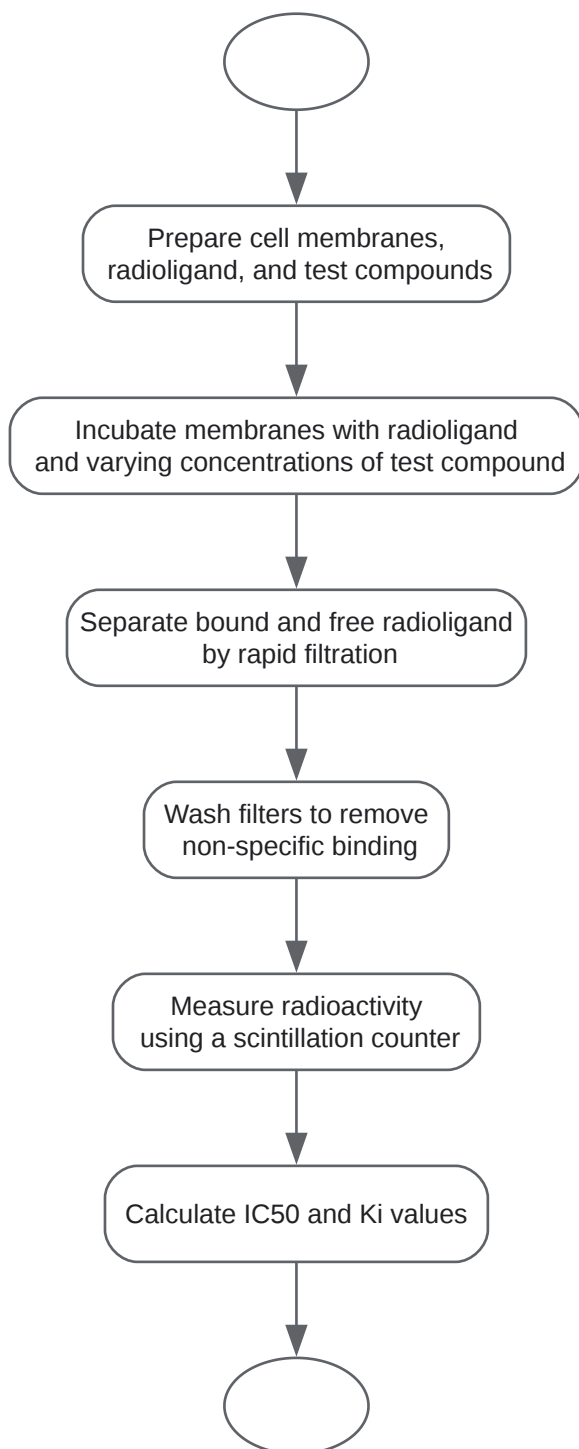 Prepare cell membranes,
radioligand, and test compounds
Incubate membranes with radioligand
and varying concentrations of test compound
Separate bound and free radioligand
by rapid filtration
Wash filters to remove
non-specific binding
Measure radioactivity
using a scintillation counter
Calculate IC50 and Ki values